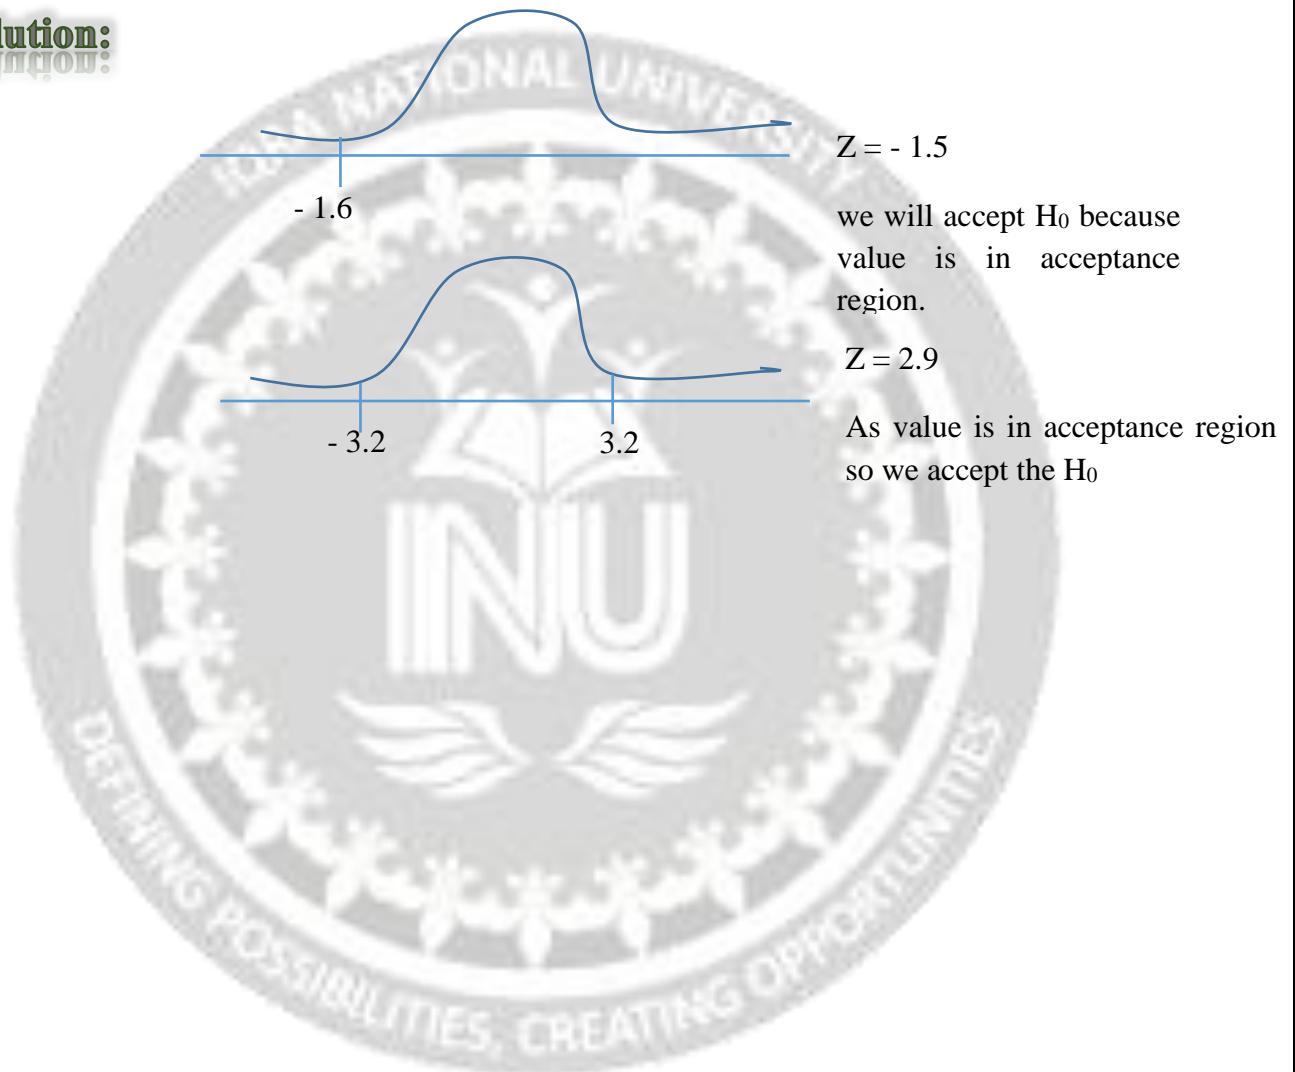 lution:
Z = - 1.5
- 1.6
we will accept H₀ because
value is in acceptance
region.
Z = 2.9
- 3.2
3.2
As value is in acceptance region
so we accept the H₀
NATIONAL UNIVERSITY
INU
DEFINING POSSIBILITIES, CREATING OPPORTUNITIES